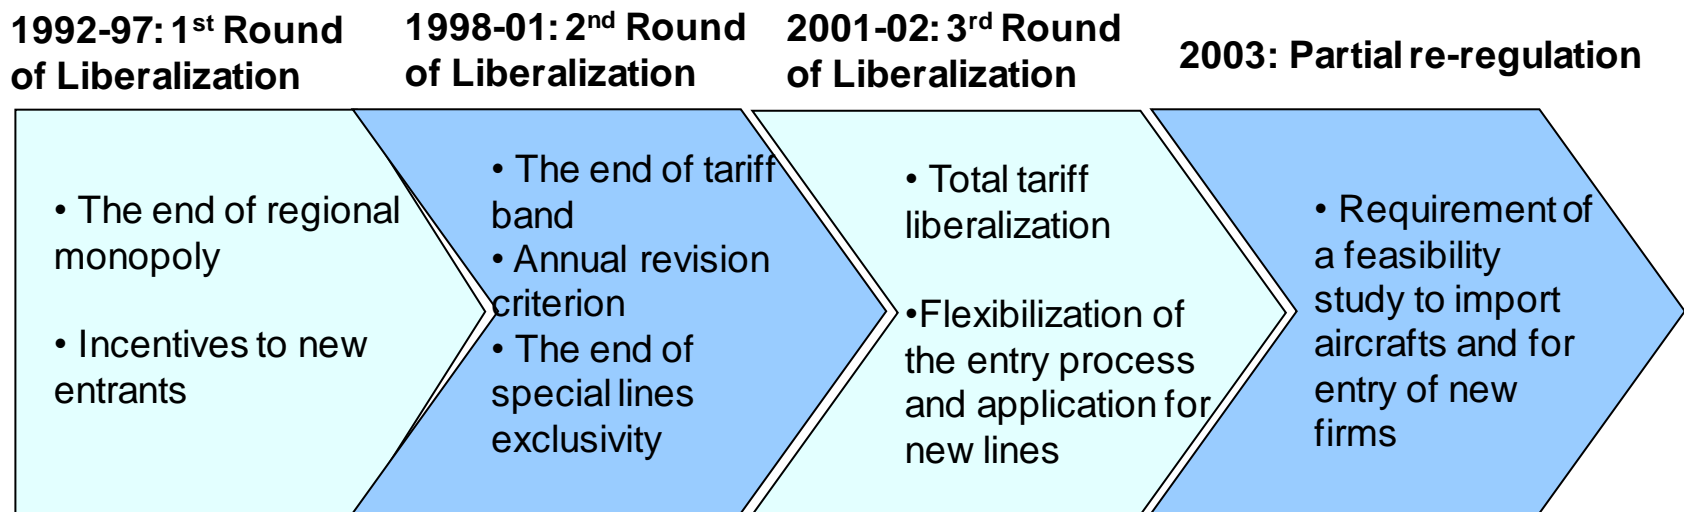 1992-97: 1st Round
of Liberalization
1998-01: 2nd Round
of Liberalization
2001-02: 3rd Round
of Liberalization
2003: Partial re-regulation
• The end of regional
monopoly
• Incentives to new
entrants
• The end of tariff
band
• Annual revision
criterion
• The end of
special lines
exclusivity
• Total tariff
liberalization
•Flexibilization of
the entry process
and application for
new lines
• Requirement of
a feasibility
study to import
aircrafts and for
entry of new
firms